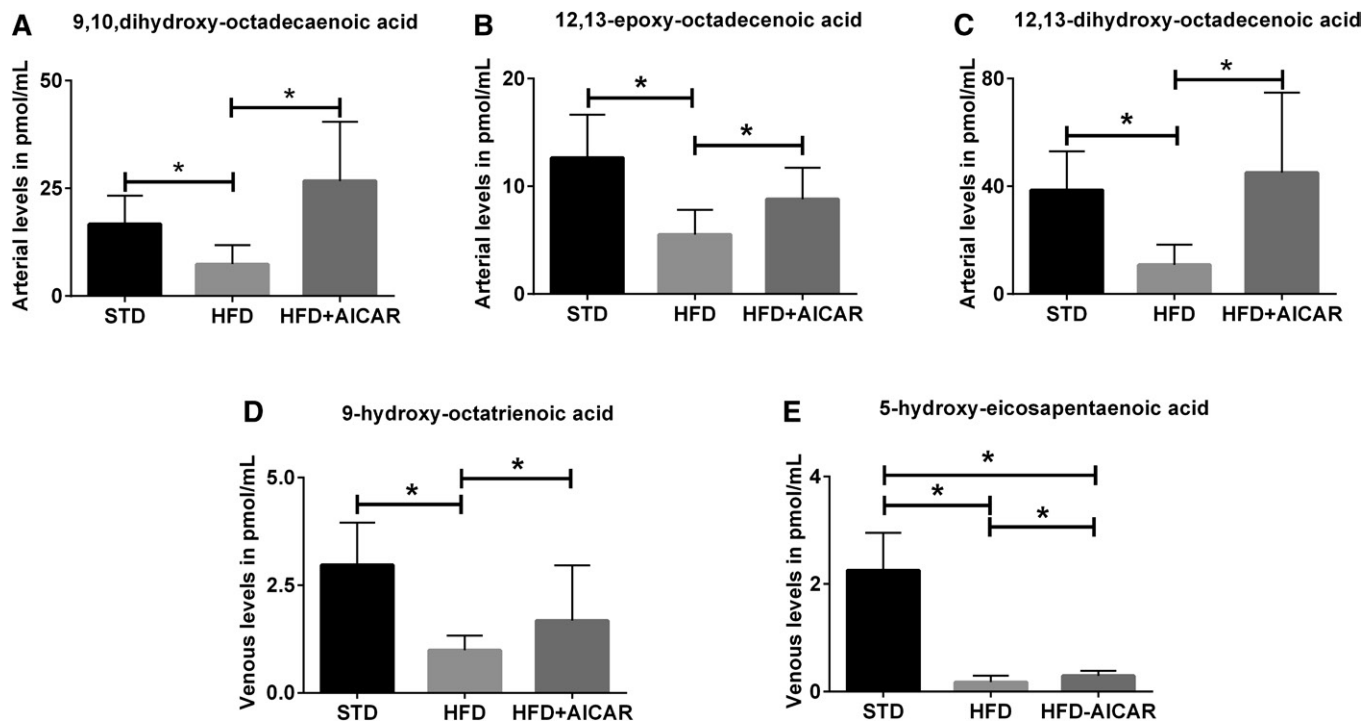 A 9,10,dihydroxy-octadecaenoic acid
Arterial levels in pmol/mL
50
25
0
* *
STD HFD HFD+AICAR
B 12,13-epoxy-octadecenoic acid
Arterial levels in pmol/mL
20
10
0
* *
STD HFD HFD+AICAR
C 12,13-dihydroxy-octadecenoic acid
Arterial levels in pmol/mL
80
40
0
* *
STD HFD HFD+AICAR
D 9-hydroxy-octatrienoic acid
Venous levels in pmol/mL
5.0
2.5
0.0
* *
STD HFD HFD+AICAR
E 5-hydroxy-eicosapentaenoic acid
Venous levels in pmol/mL
4
2
0
*
* *
STD HFD HFD-AICAR